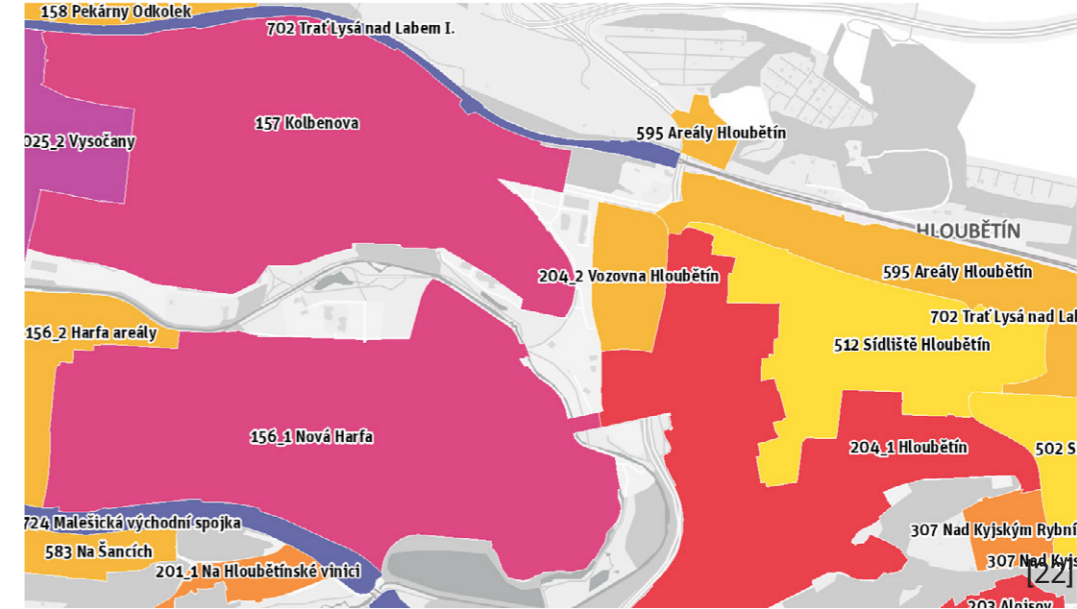 158 Pekárny Odkolek
702 Trať Lysá nad Labem I.
157 Kolbenova
025_2 Vysočany
595 Areály Hloubětín
HLOUBĚTÍN
204_2 Vozovna Hloubětín
595 Areály Hloubětín
702 Trať Lysá nad Lab
156_2 Harfa areály
512 Sídliště Hloubětín
156_1 Nová Harfa
204_1 Hloubětín
502 S
724 Malešická východní spojka
583 Na Šancích
307 Nad Kyjským Rybní
201_1 Na Hloubětínské vinici
307 Nad Kyjs
[22]
203 Alojsov